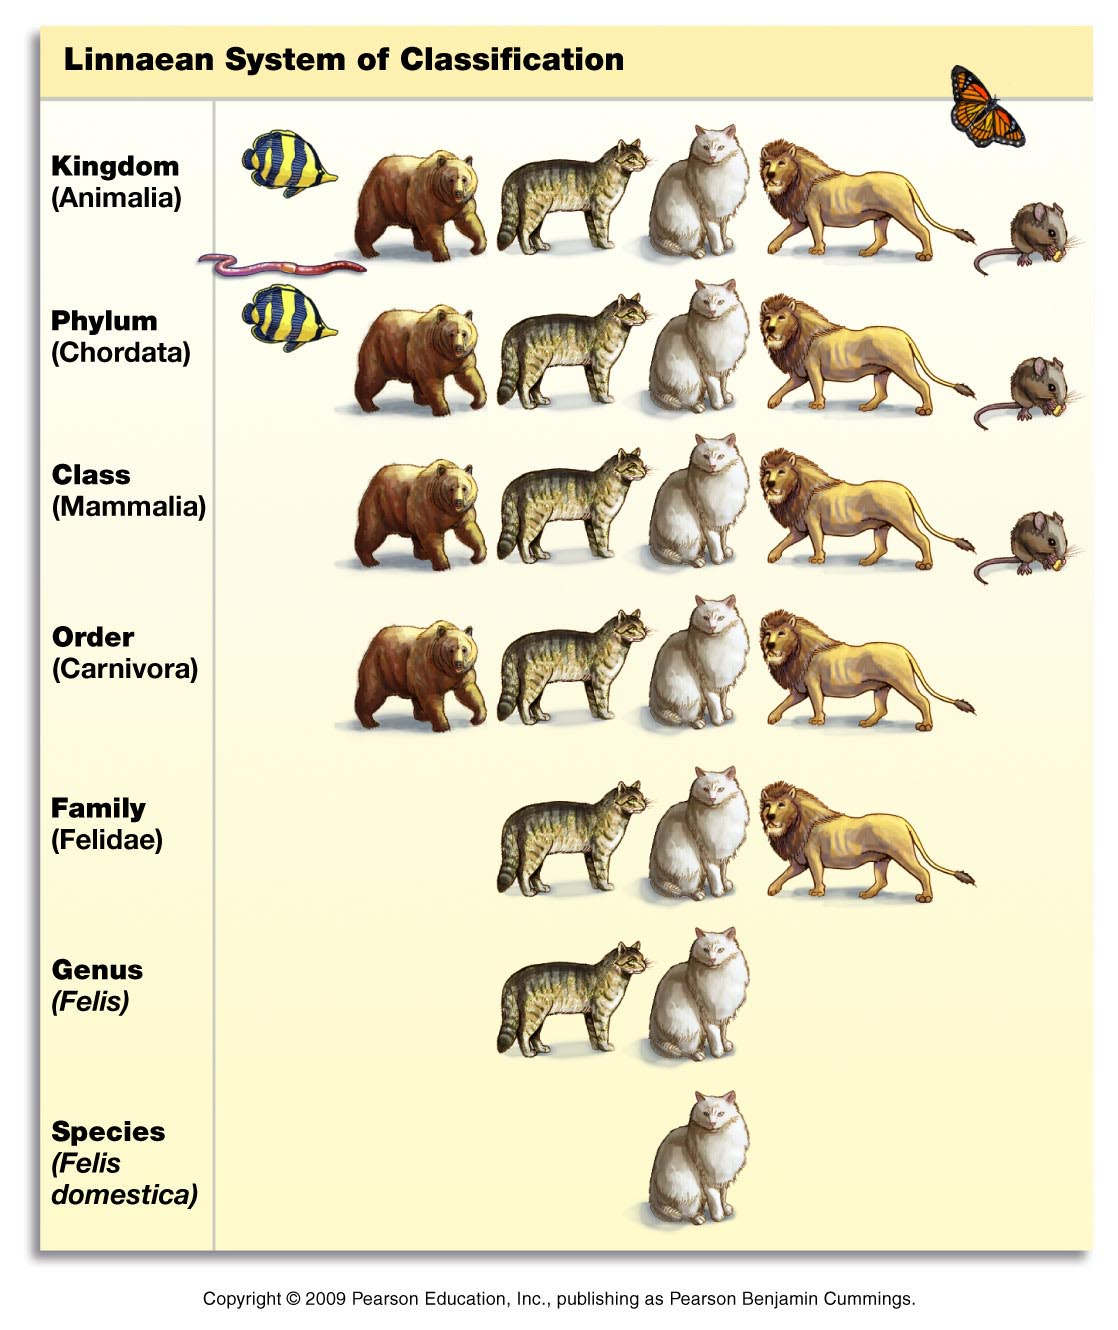 Linnaean System of Classification
Kingdom
(Animalia)
Phylum
(Chordata)
Class
(Mammalia)
Order
(Carnivora)
Family
(Felidae)
Genus
(Felis)
Species
(Felis
domestica)
Copyright © 2009 Pearson Education, Inc., publishing as Pearson Benjamin Cummings.